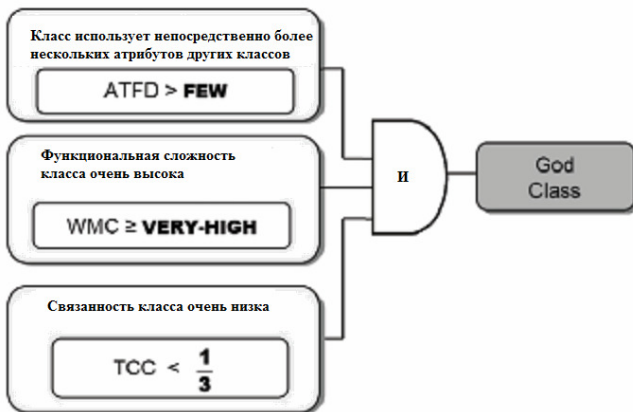 Класс использует непосредственно более
нескольких атрибутов других классов
ATFD > FEW
Функциональная сложность
класса очень высока
WMC ≥ VERY-HIGH
Связанность класса очень низка
TCC < 1/3
И
God
Class